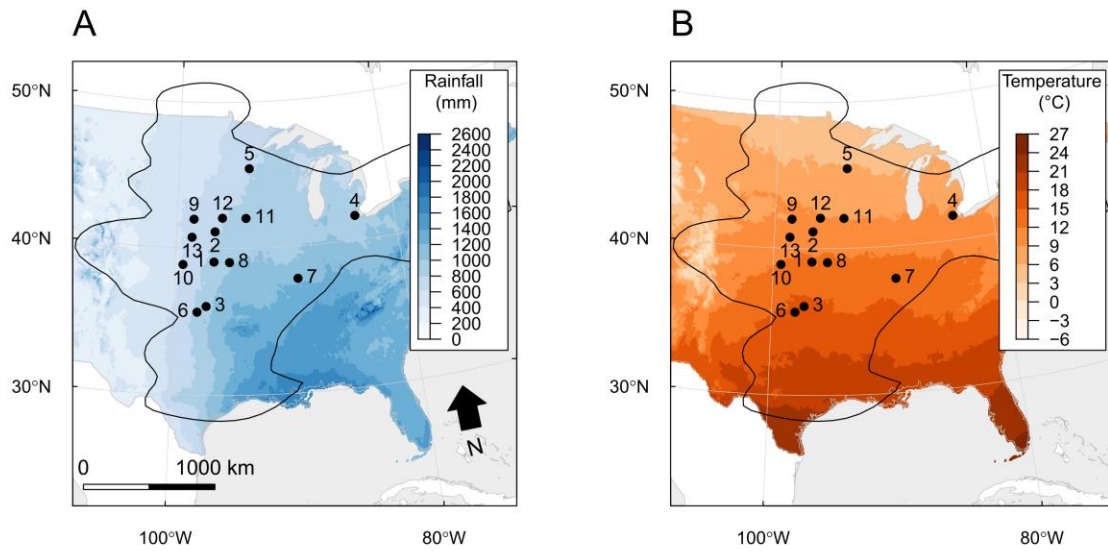 A
B
50°N
40°N
30°N
100°W
80°W
Rainfall
(mm)
2600
2400
2200
2000
1800
1600
1400
1200
1000
800
600
400
200
0
5
4
9
12
11
2
13
1
8
10
7
6
3
N
0
1000 km
50°N
40°N
30°N
100°W
80°W
Temperature
(°C)
27
24
21
18
15
12
9
6
3
0
−3
−6
5
4
9
12
11
2
13
1
8
10
7
6
3